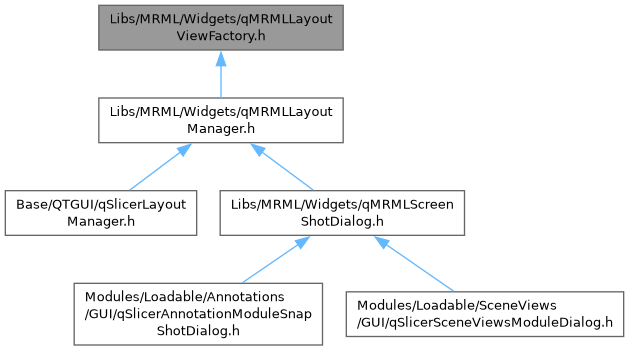 Libs/MRML/Widgets/qMRMLLayout
ViewFactory.h
Libs/MRML/Widgets/qMRMLLayout
Manager.h
Base/QTGUI/qSlicerLayout
Manager.h
Libs/MRML/Widgets/qMRMLScreen
ShotDialog.h
Modules/Loadable/Annotations
/GUI/qSlicerAnnotationModuleSnap
ShotDialog.h
Modules/Loadable/SceneViews
/GUI/qSlicerSceneViewsModuleDialog.h